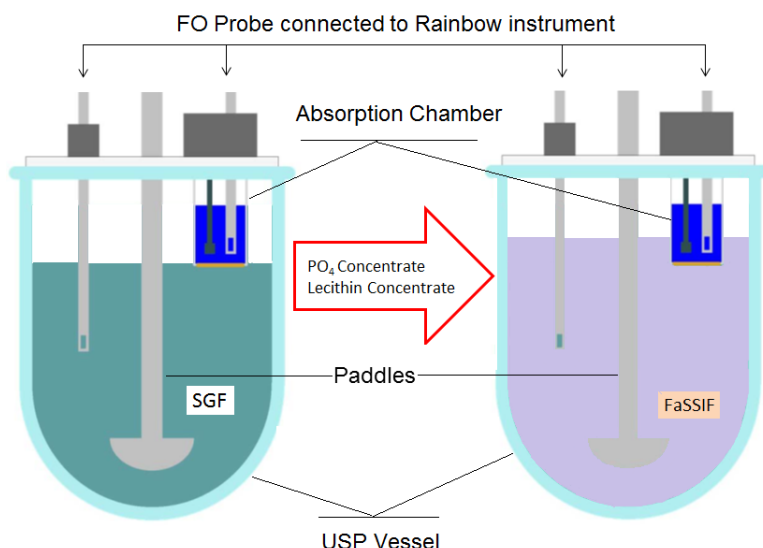 FO Probe connected to Rainbow instrument
Absorption Chamber
PO₄ Concentrate
Lecithin Concentrate
Paddles
SGF
FaSSIF
USP Vessel